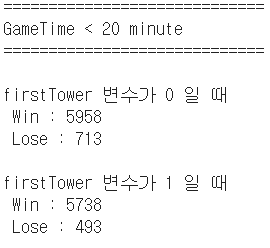 ==============================
GameTime < 20 minute
==============================
firstTower 변수가 0 일 때
Win : 5958
Lose : 713
firstTower 변수가 1 일 때
Win : 5738
Lose : 493